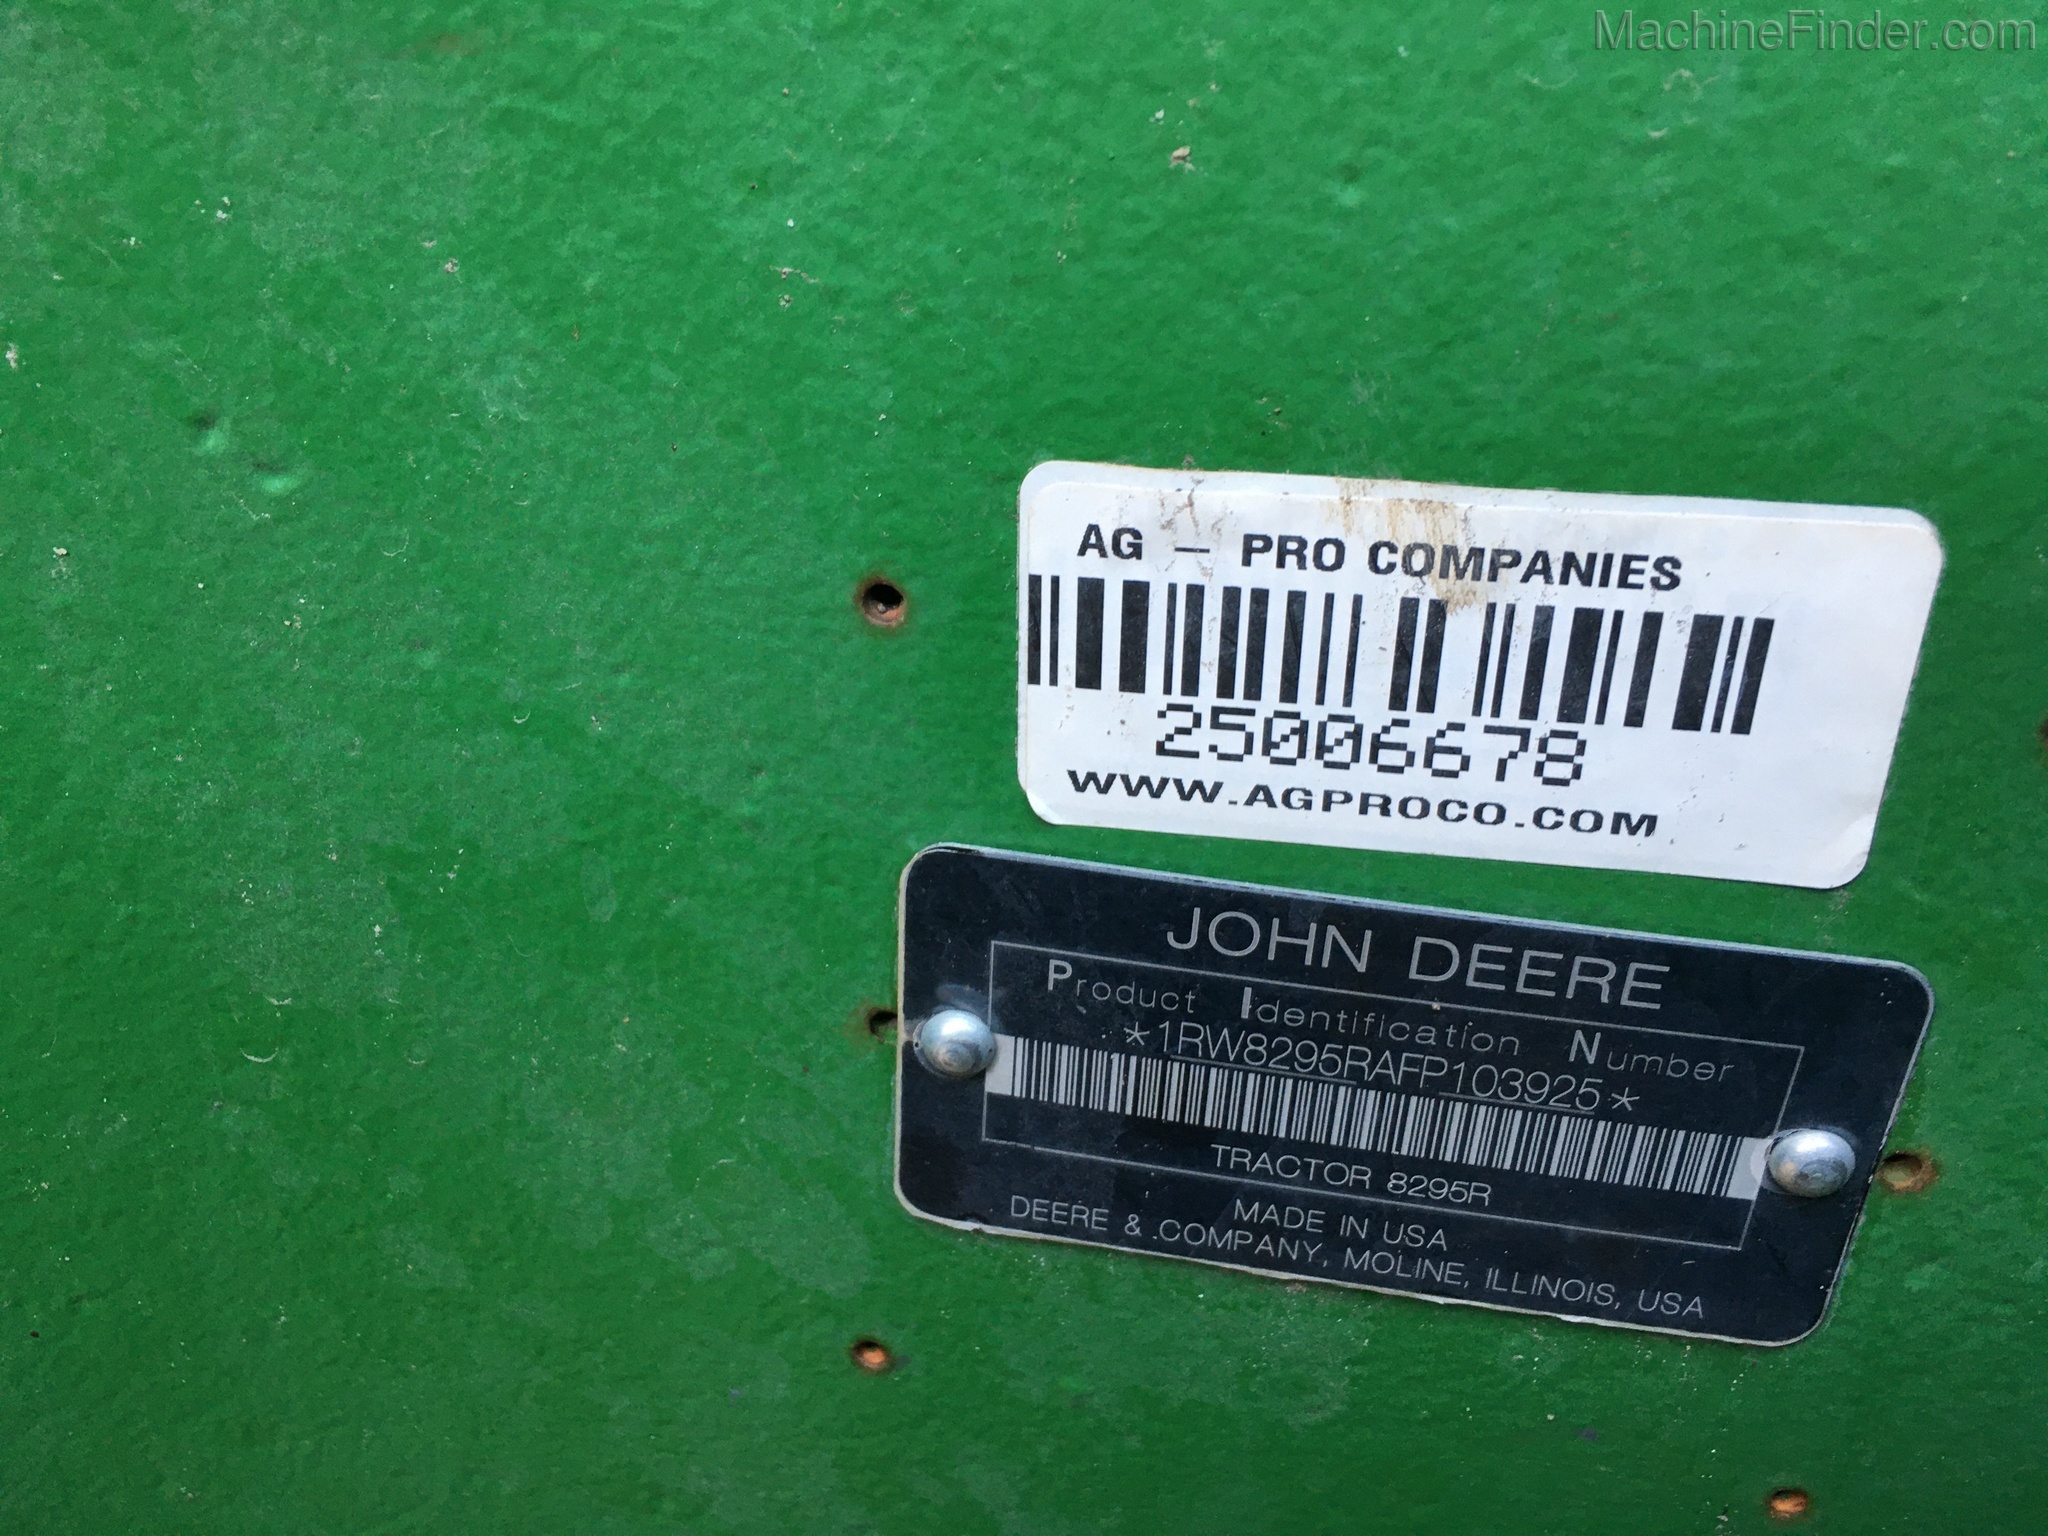 MachineFinder.com
AG - PRO COMPANIES
25006678
WWW.AGPROCO.COM
JOHN DEERE
Product Identification Number
*1RW8295RAFP103925*
TRACTOR 8295R
MADE IN USA
DEERE & COMPANY, MOLINE, ILLINOIS, USA